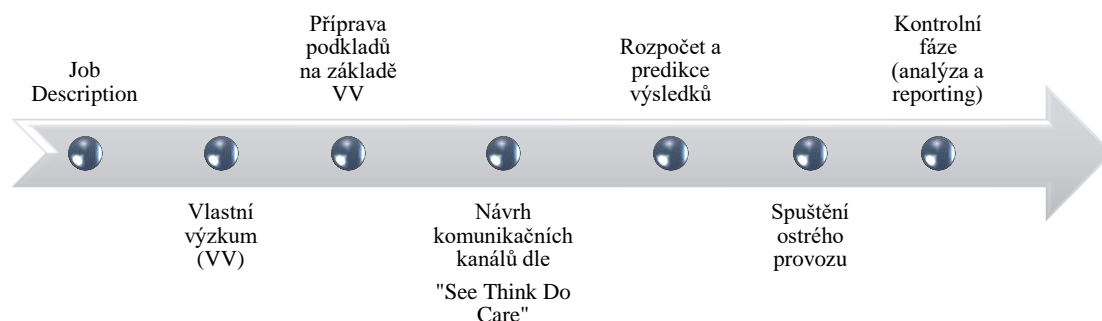 Job
Description
Vlastní
výzkum
(VV)
Příprava
podkladů
na základě
VV
Návrh
komunikačních
kanálů dle
"See Think Do
Care"
Rozpočet a
predikce
výsledků
Spuštění
ostrého
provozu
Kontrolní
fáze
(analýza a
reporting)